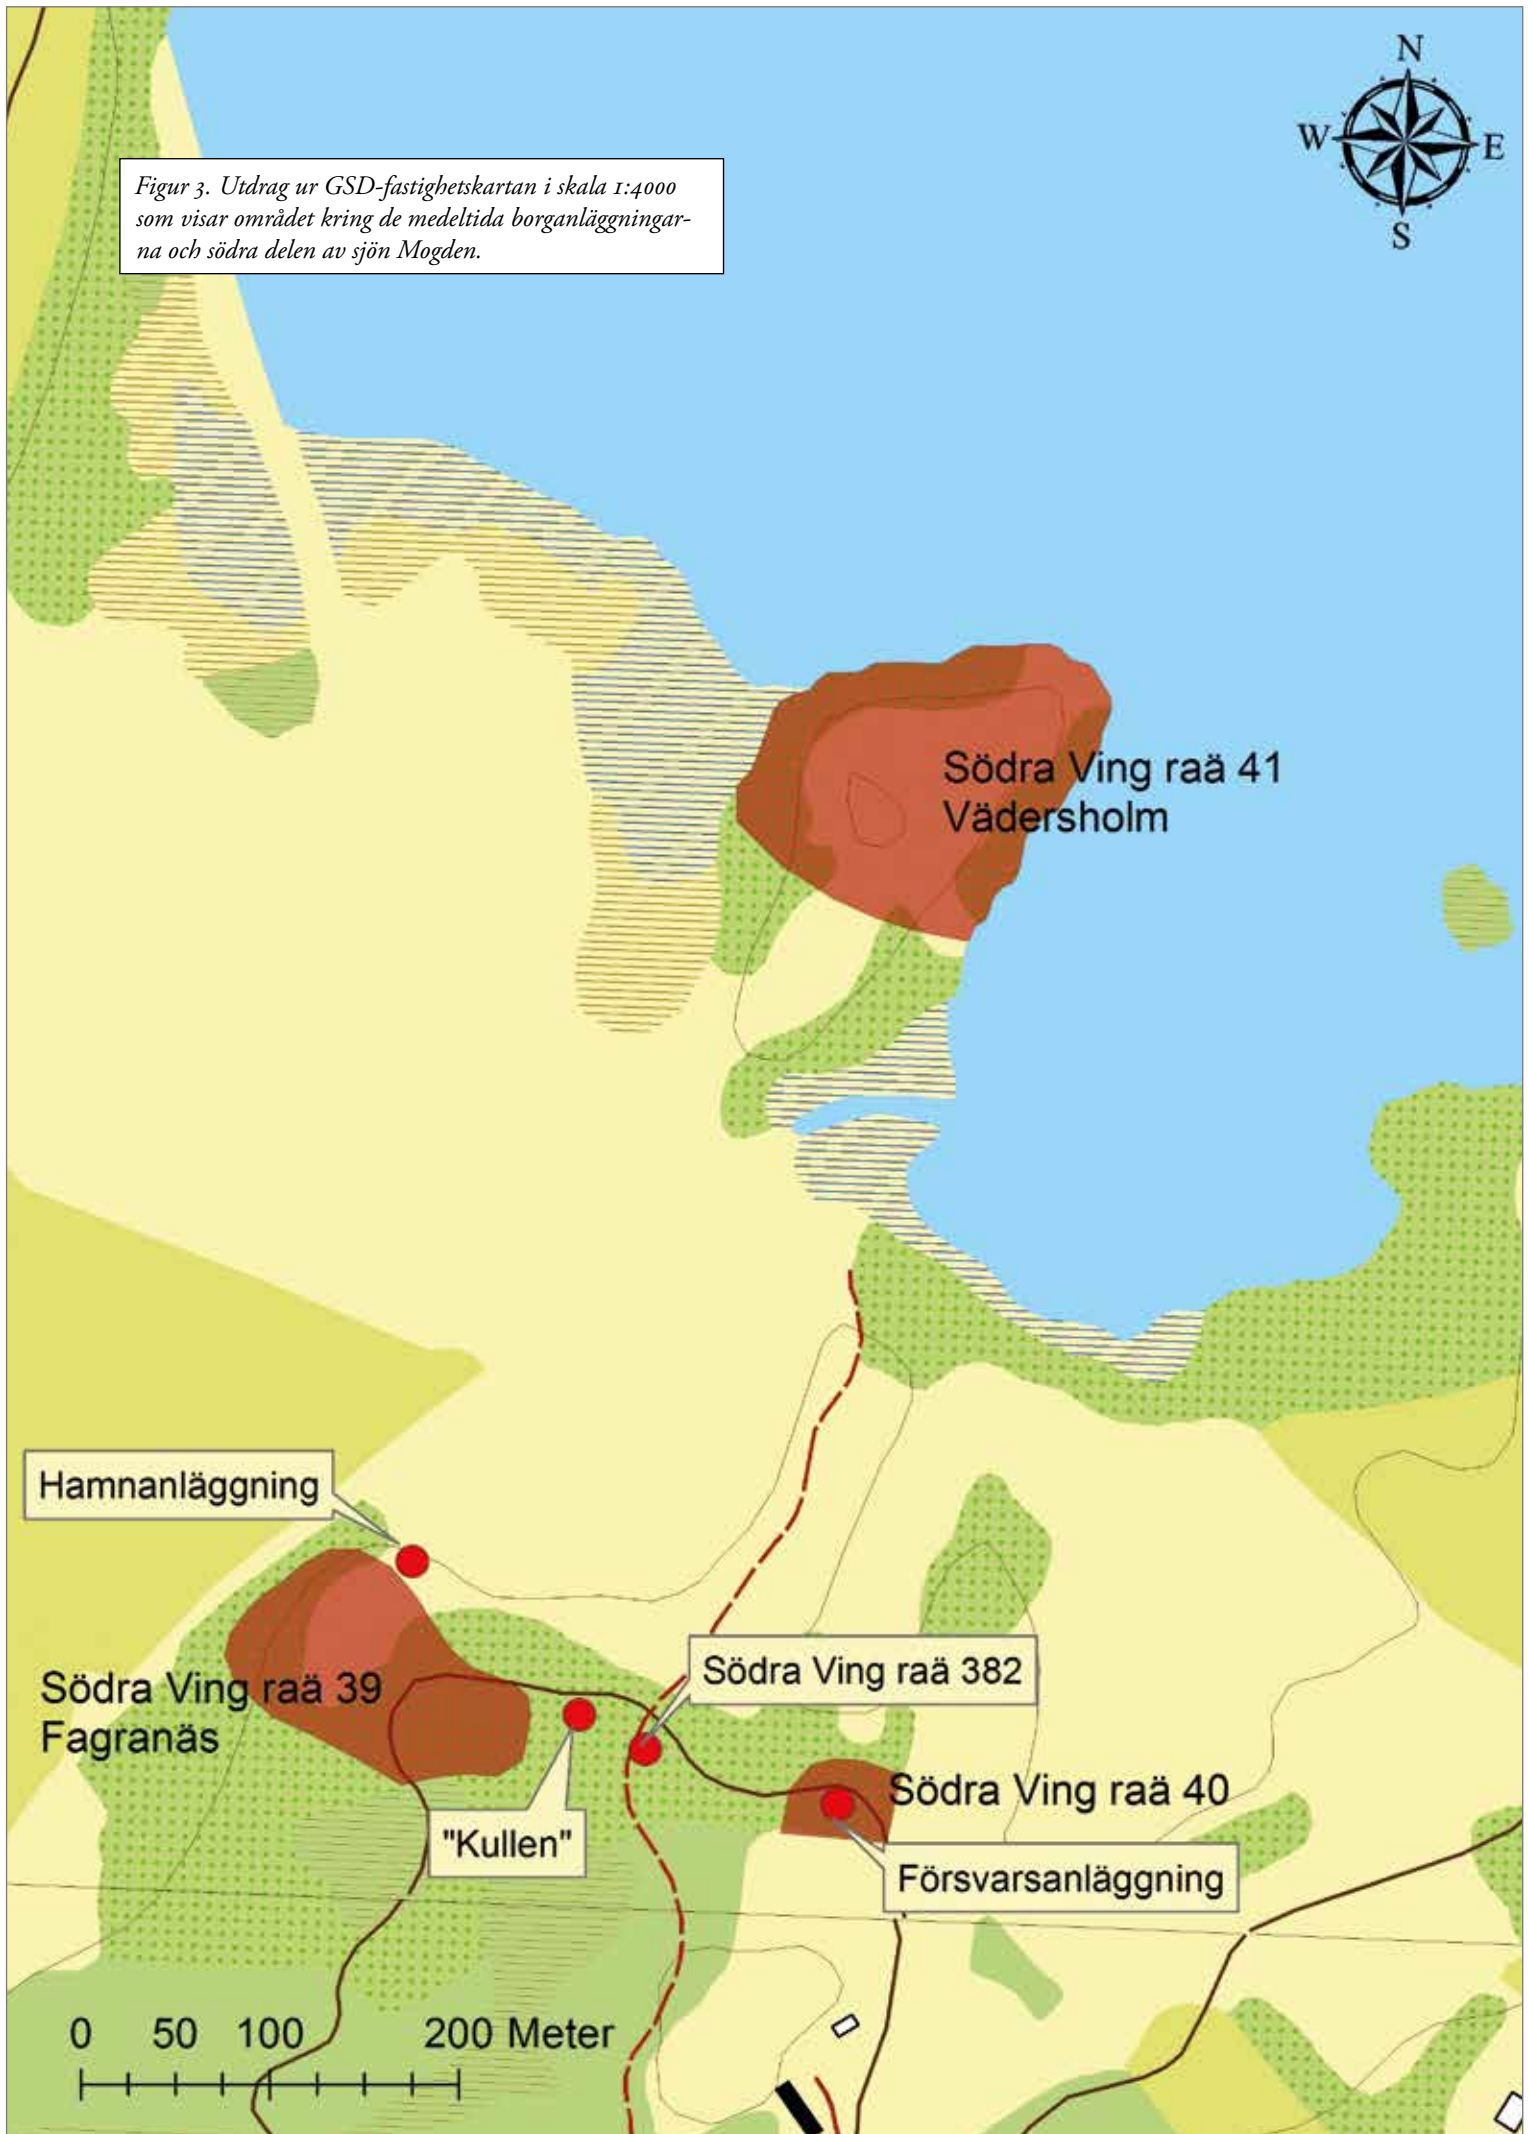 N
W E
S
Figur 3. Utdrag ur GSD-fastighetskartan i skala 1:4000
som visar området kring de medeltida borganläggningar-
na och södra delen av sjön Mogden.
Södra Ving raä 41
Vädersholm
Hamnanläggning
Södra Ving raä 382
Södra Ving raä 39
Fagranäs
Södra Ving raä 40
"Kullen"
Försvarsanläggning
0 50 100 200 Meter